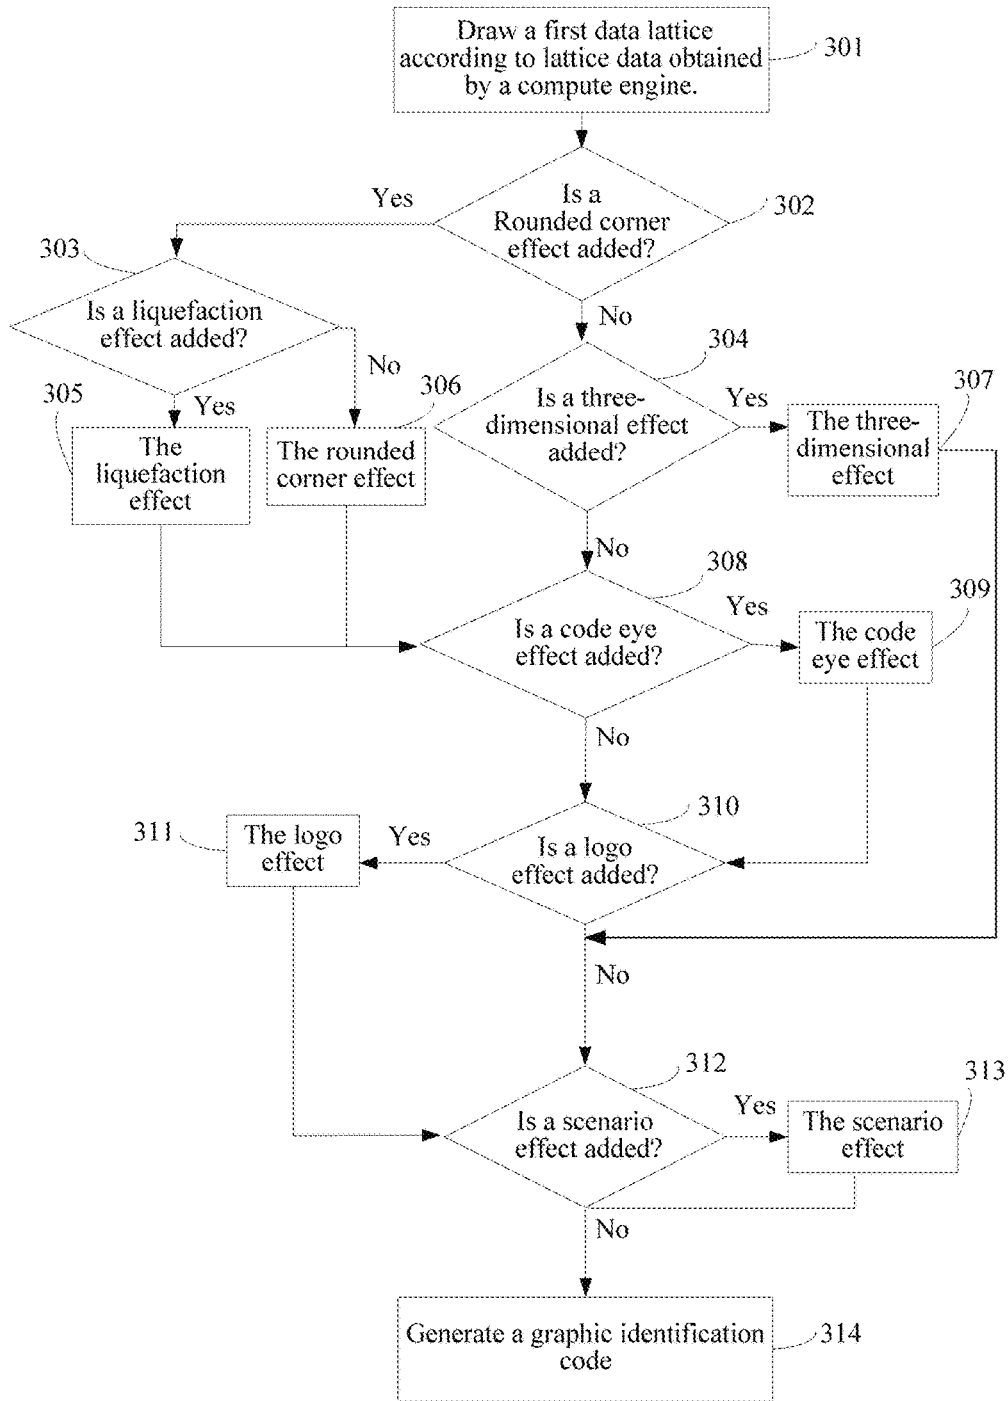 Draw a first data lattice
according to lattice data obtained
by a compute engine.
301
Is a
Rounded corner
effect added?
302
Yes
No
303
Is a liquefaction
effect added?
No
Yes
304
Is a three-
dimensional effect
added?
Yes
No
305
The
liquefaction
effect
306
The rounded
corner effect
307
The three-
dimensional
effect
308
Is a code eye
effect added?
Yes
No
309
The code
eye effect
310
Is a logo
effect added?
Yes
No
311
The logo
effect
312
Is a scenario
effect added?
Yes
No
313
The scenario
effect
Generate a graphic identification
code
314